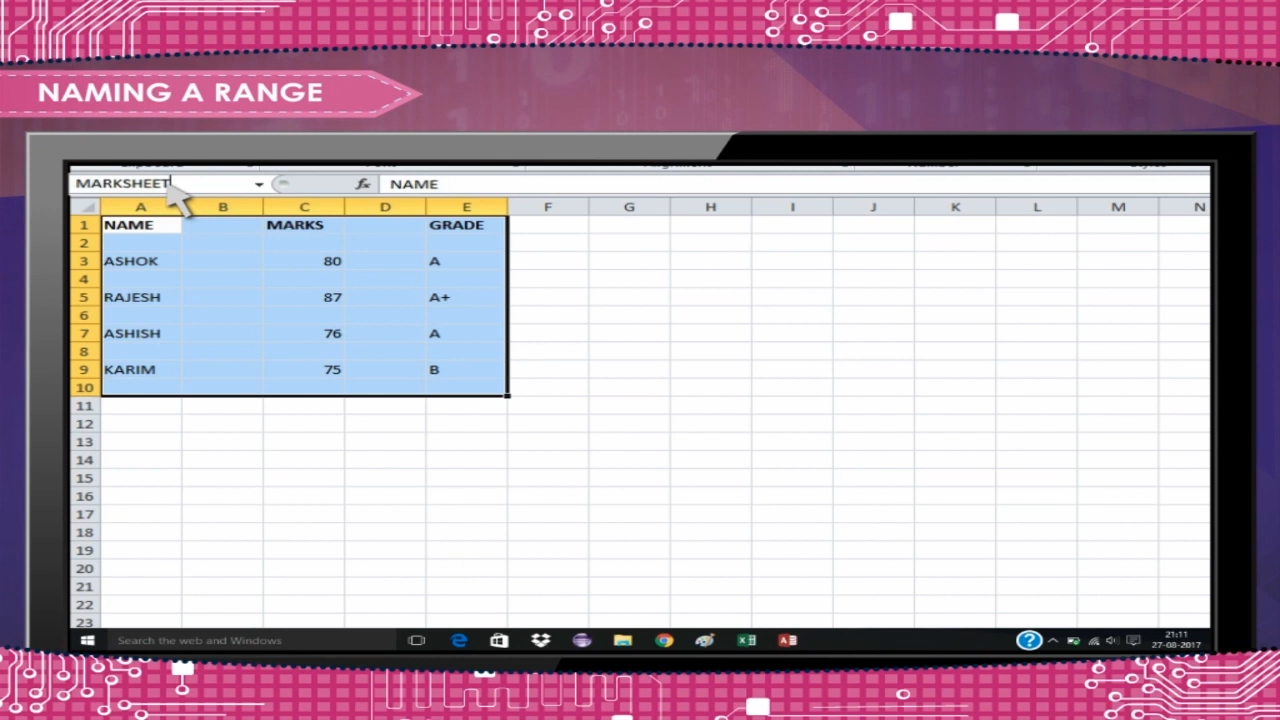 NAMING A RANGE
MARKSHEET fx NAME
A B C D E F G H I J K L M N
1 NAME MARKS GRADE
2
3 ASHOK 80 A
4
5 RAJESH 87 A+
6
7 ASHISH 76 A
8
9 KARIM 75 B
10
11
12
13
14
15
16
17
18
19
20
21
22
23
Search the web and Windows
21:11
27-08-2017